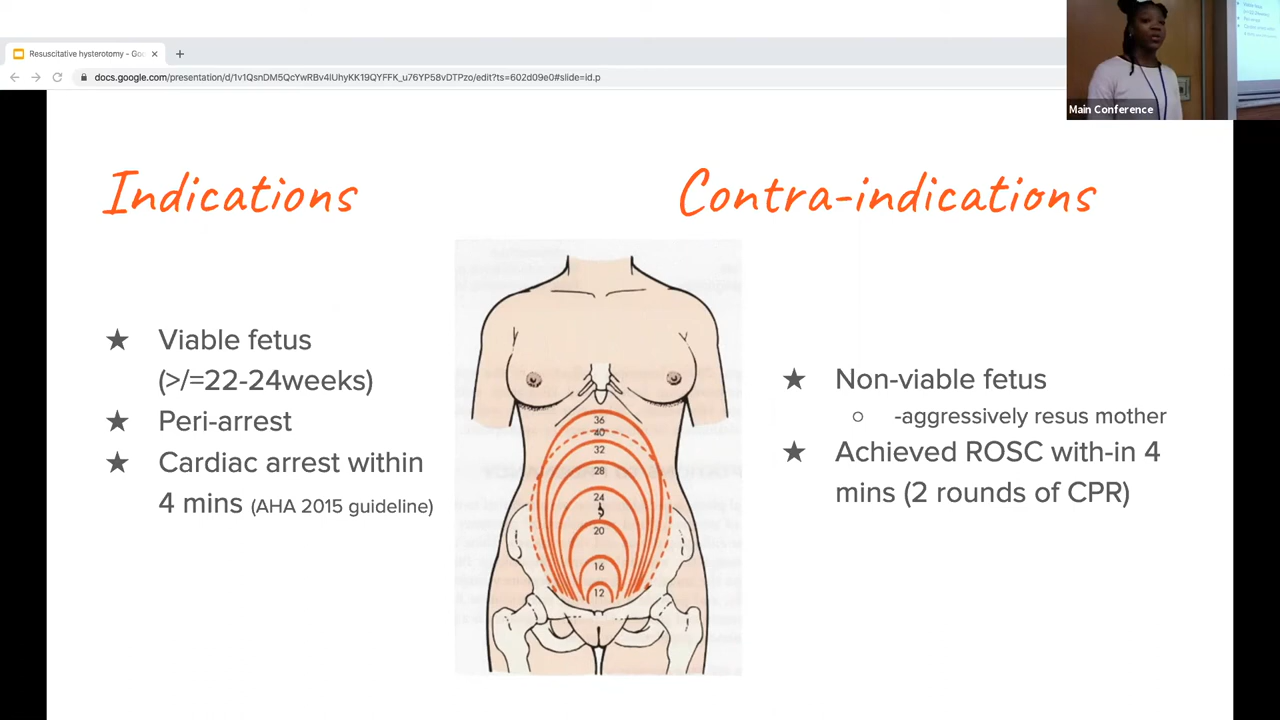 Resuscitative hysterotomy - Goo
docs.google.com/presentation/d/1v1QsnDM5QcYwRBv4IUhyKK19QYFFK_u76YP58vDTPzo/edit?ts=602d09e0#slide=id.p
Main Conference
Indications
Contra-indications
★ Viable fetus
(>/=22-24weeks)
★ Peri-arrest
★ Cardiac arrest within
4 mins (AHA 2015 guideline)
36
40
32
28
24
20
16
12
★ Non-viable fetus
○ -aggressively resus mother
★ Achieved ROSC with-in 4
mins (2 rounds of CPR)